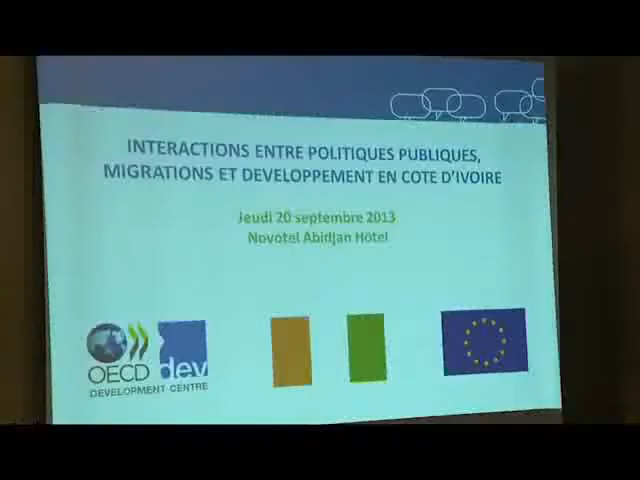 INTERACTIONS ENTRE POLITIQUES PUBLIQUES,
MIGRATIONS ET DEVELOPPEMENT EN COTE D'IVOIRE
Jeudi 20 septembre 2013
Novotel Abidjan Hôtel
OECD dev
DEVELOPMENT CENTRE